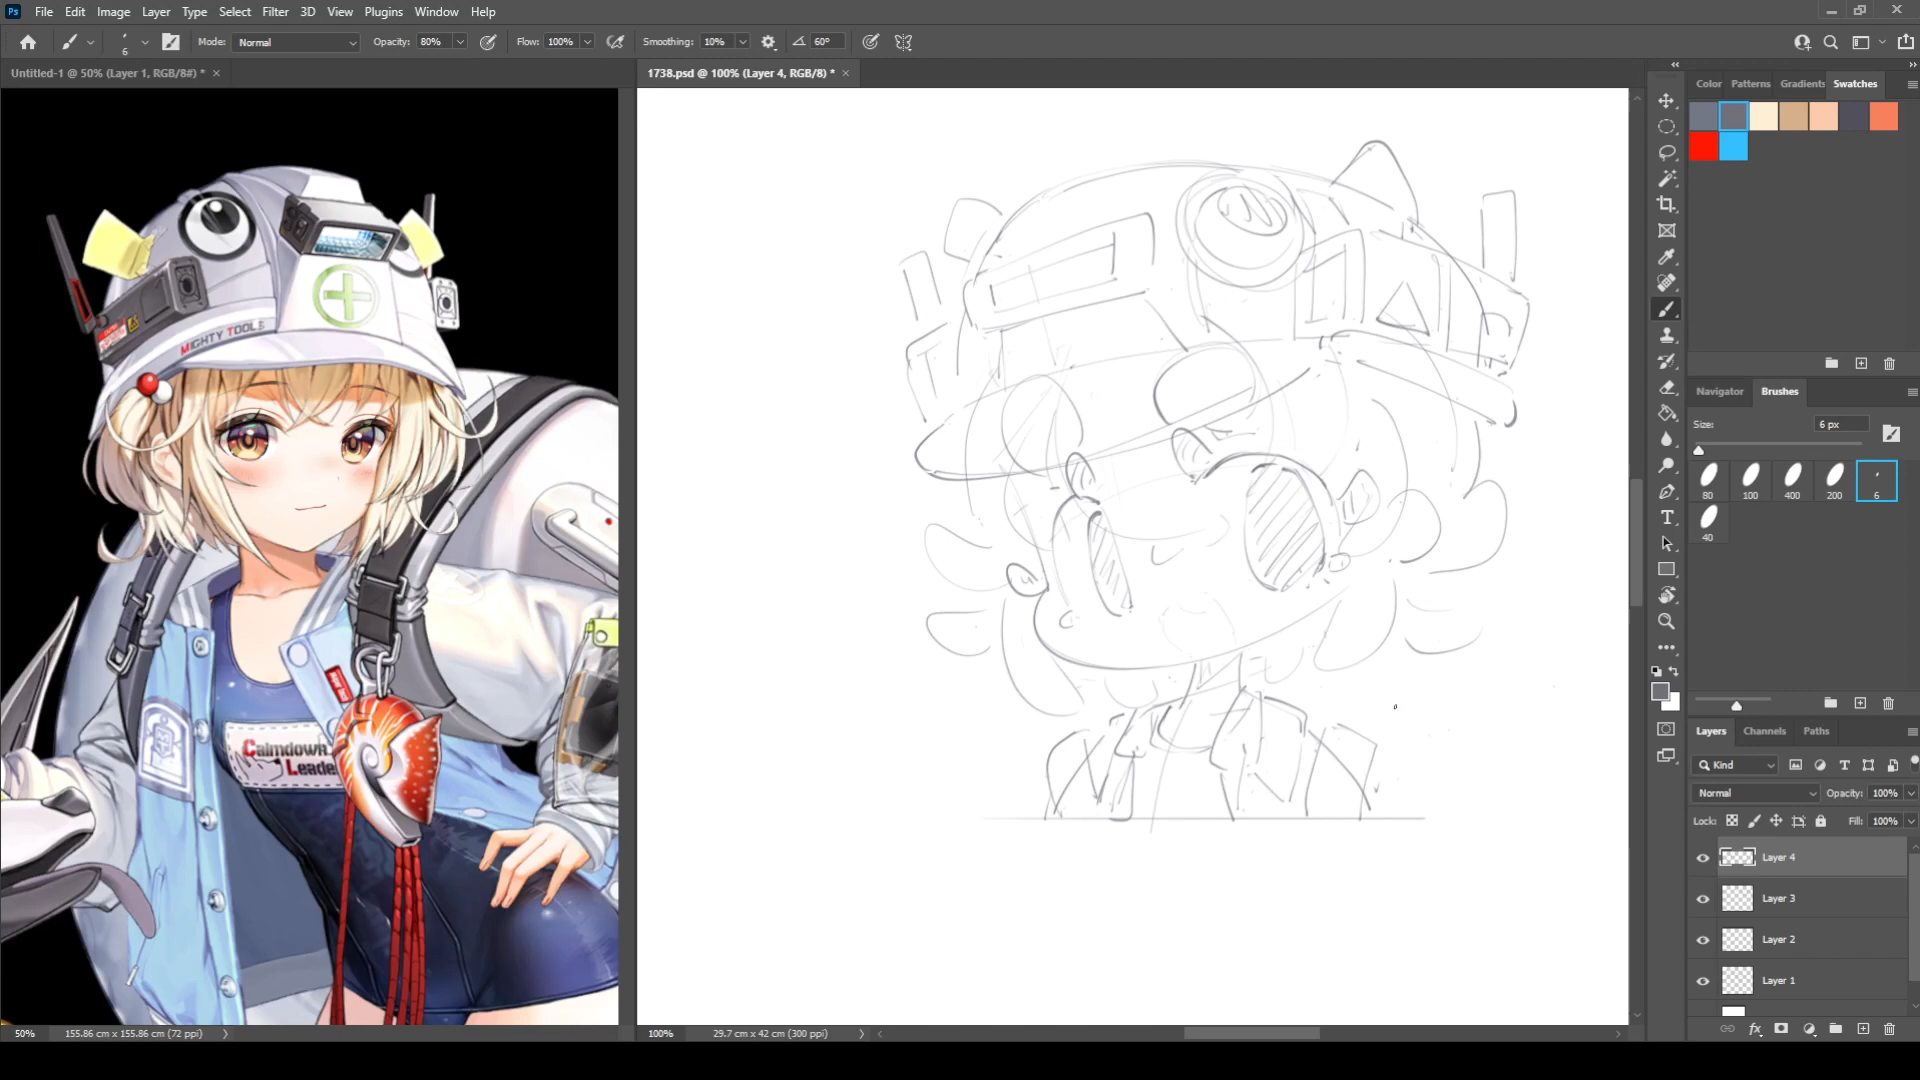 Ps File Edit Image Layer Type Select Filter 3D View Plugins Window Help
6 Mode: Normal Opacity: 80% Flow: 100% Smoothing: 10% 60°
Untitled-1 @ 50% (Layer 1, RGB/8#) * ×
1738.psd @ 100% (Layer 4, RGB/8) * ×
Color Patterns Gradients Swatches
MIGHTY TOOLS
Calmdown
Leade
Navigator Brushes
Size: 6 px
80 100 400 200 6
40
Layers Channels Paths
Kind
Normal Opacity: 100%
Lock: Fill: 100%
Layer 4
Layer 3
Layer 2
Layer 1
50% 155.86 cm x 155.86 cm (72 ppi)
100% 29.7 cm x 42 cm (300 ppi)